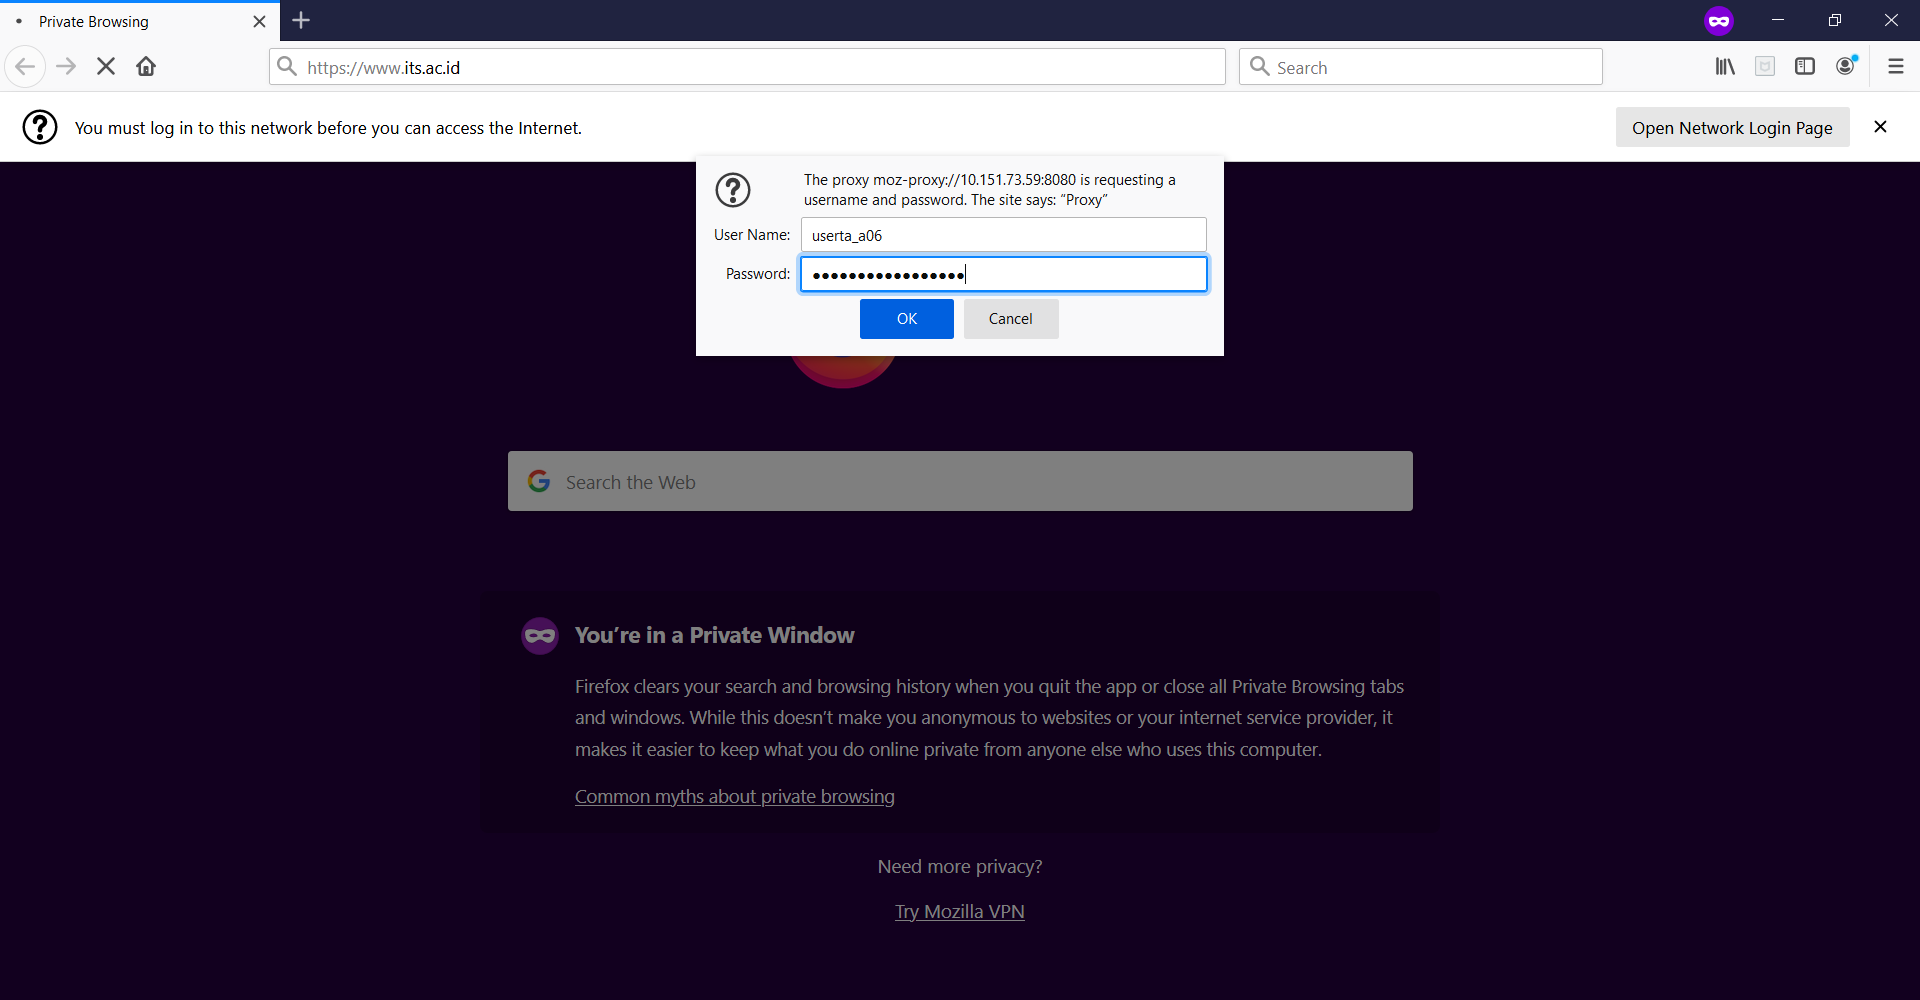 Private Browsing
https://www.its.ac.id
Search
You must log in to this network before you can access the Internet.
Open Network Login Page
The proxy moz-proxy://10.151.73.59:8080 is requesting a
username and password. The site says: “Proxy”
User Name:
userta_a06
Password:
●●●●●●●●●●●●●●●●●
OK
Cancel
Search the Web
You’re in a Private Window
Firefox clears your search and browsing history when you quit the app or close all Private Browsing tabs
and windows. While this doesn’t make you anonymous to websites or your internet service provider, it
makes it easier to keep what you do online private from anyone else who uses this computer.
Common myths about private browsing
Need more privacy?
Try Mozilla VPN